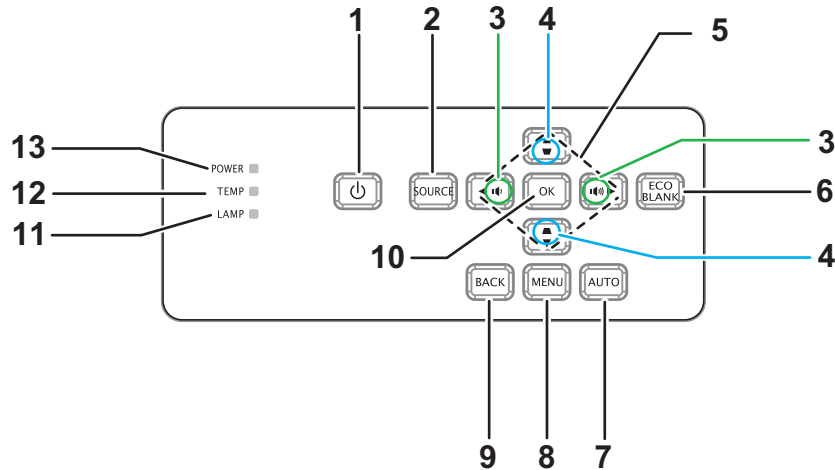 1 2 3 4 5
13 POWER 3
12 TEMP SOURCE OK ECO BLANK 6
11 LAMP
10 4
BACK MENU AUTO
9 8 7